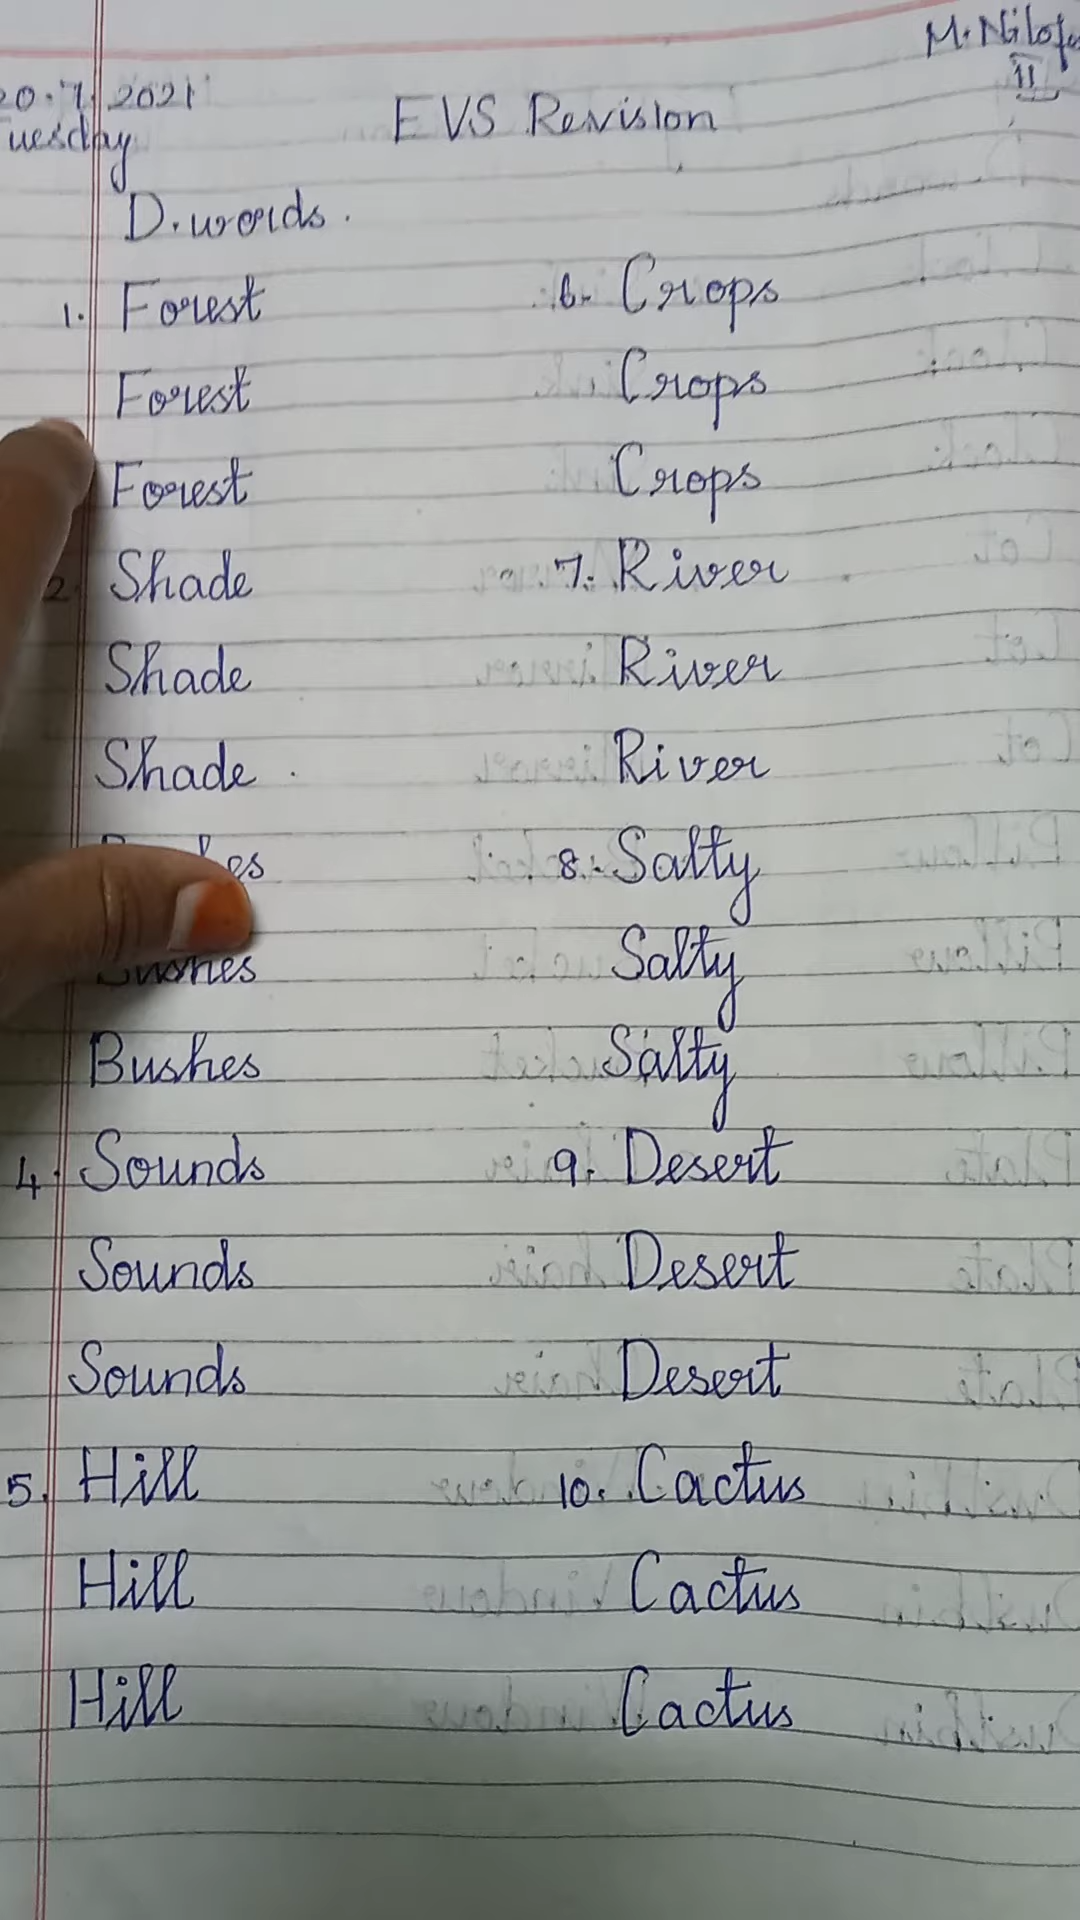 M. Nilofe
II
20.7.2021
Tuesday
EVS Revision
D. words.
1. Forest
Forest
Forest
2. Shade
Shade
Shade
Bushes
Bushes
Bushes
4. Sounds
Sounds
Sounds
5. Hill
Hill
Hill
6. Crops
Crops
Crops
7. River
River
River
8. Salty
Salty
Salty
9. Desert
Desert
Desert
10. Cactus
Cactus
Cactus